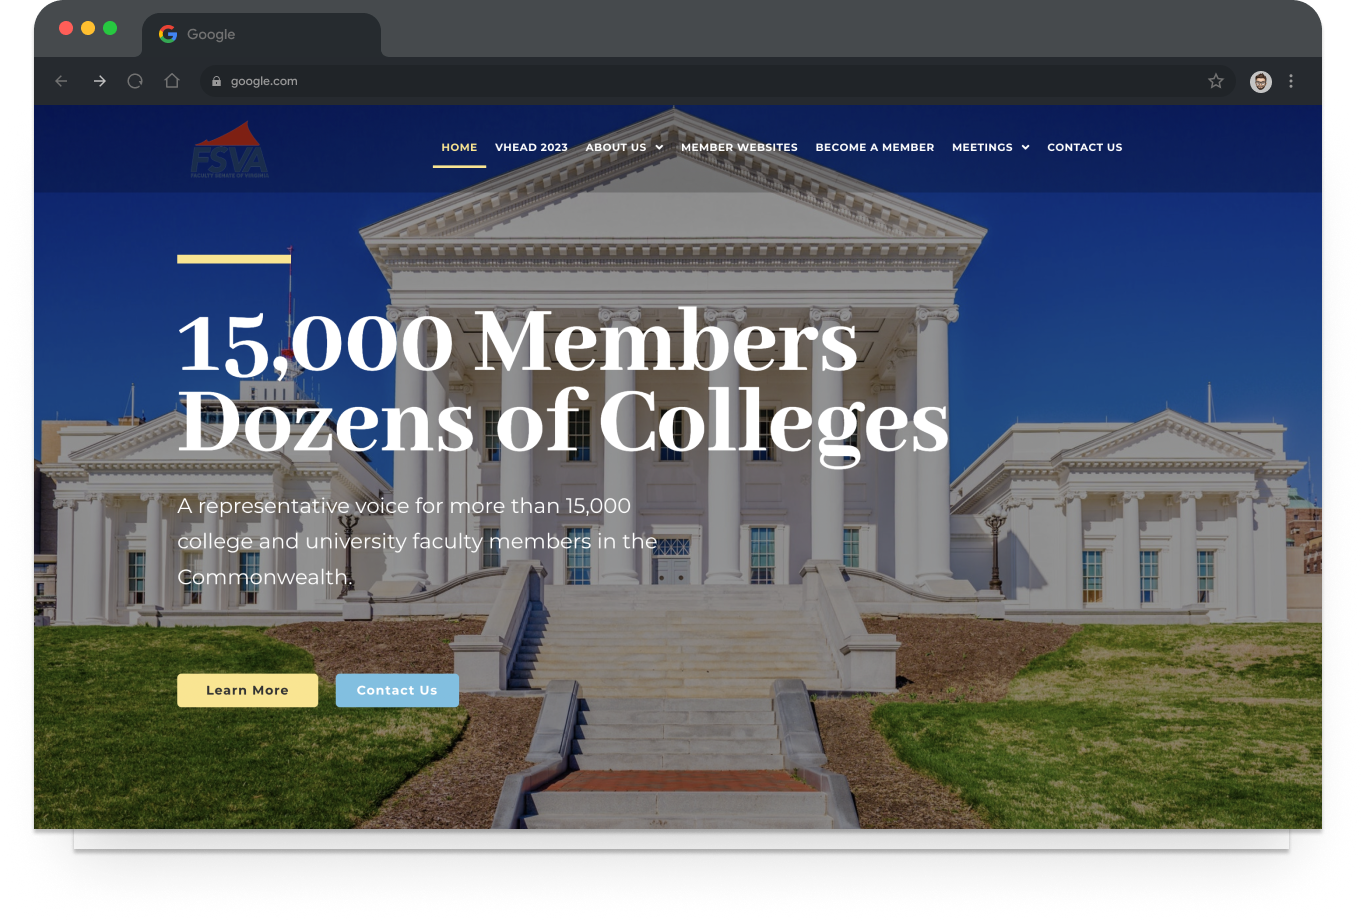 Google
google.com
FSVA
FACULTY SENATE OF VIRGINIA
HOME VHEAD 2023 ABOUT US MEMBER WEBSITES BECOME A MEMBER MEETINGS CONTACT US
15,000 Members
Dozens of Colleges
A representative voice for more than 15,000
college and university faculty members in the
Commonwealth.
Learn More Contact Us